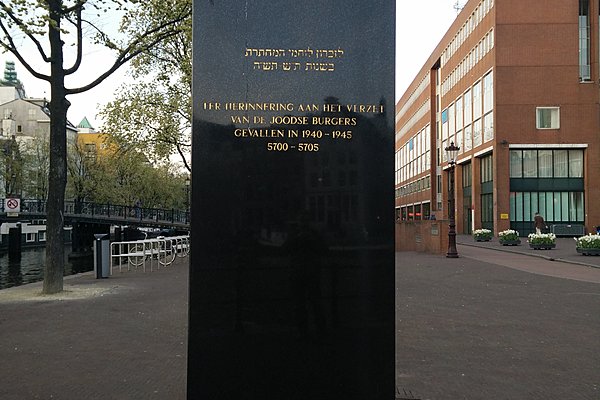 לזכרון לוחמי המחתרת
בשנות ת״ש תש״ה
TER HERINNERING AAN HET VERZET
VAN DE JOODSE BURGERS
GEVALLEN IN 1940 - 1945
5700 - 5705